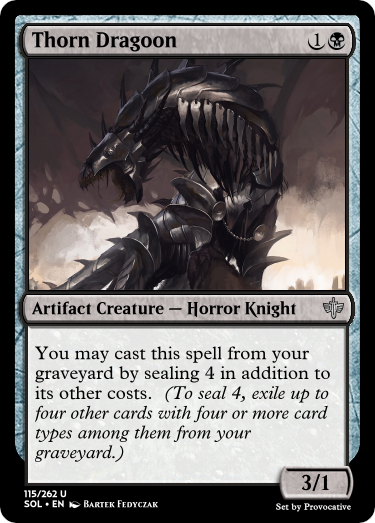 Thorn Dragoon 1
Artifact Creature — Horror Knight
You may cast this spell from your
graveyard by sealing 4 in addition to
its other costs. (To seal 4, exile up to
four other cards with four or more card
types among them from your
graveyard.)
3/1
115/262 U
SOL • EN Bartek Fedyczak
Set by Provocative